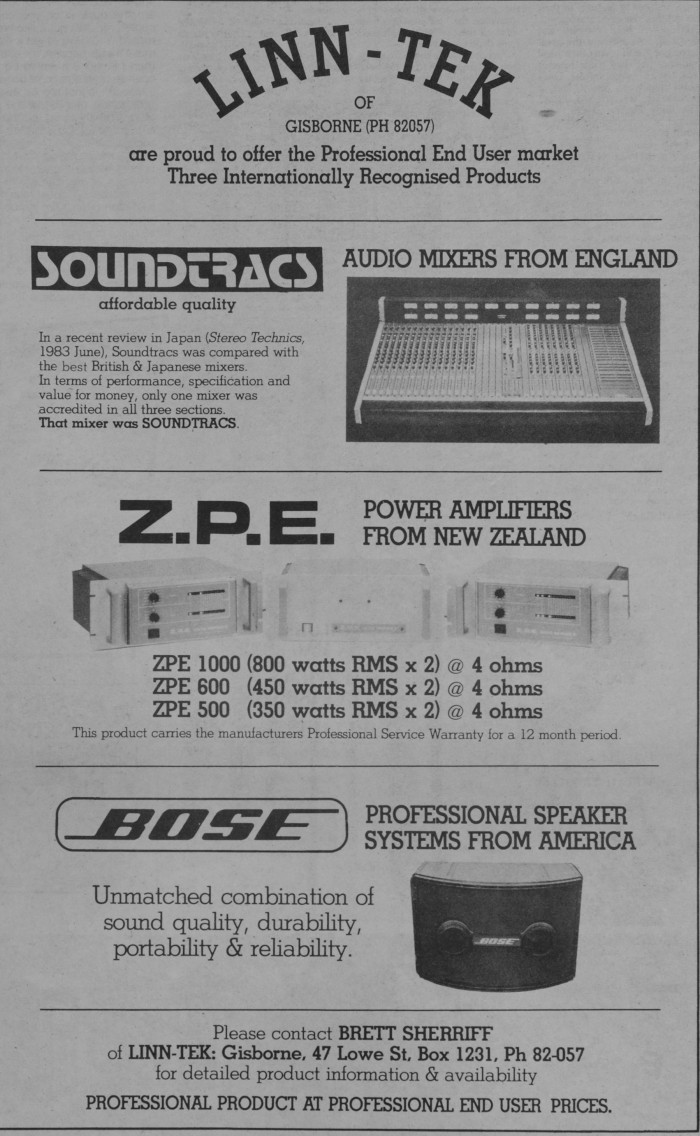 LINN-TEK
OF
GISBORNE (PH 82057)
are proud to offer the Professional End User market
Three Internationally Recognised Products
SOUNDTRACS
affordable quality
AUDIO MIXERS FROM ENGLAND
In a recent review in Japan (Stereo Technics,
1983 June), Soundtracs was compared with
the best British & Japanese mixers.
In terms of performance, specification and
value for money, only one mixer was
accredited in all three sections.
That mixer was SOUNDTRACS.
Z.P.E.
POWER AMPLIFIERS
FROM NEW ZEALAND
ZPE 1000 (800 watts RMS x 2) @ 4 ohms
ZPE 600 (450 watts RMS x 2) @ 4 ohms
ZPE 500 (350 watts RMS x 2) @ 4 ohms
This product carries the manufacturers Professional Service Warranty for a 12 month period.
BOSE
PROFESSIONAL SPEAKER
SYSTEMS FROM AMERICA
Unmatched combination of
sound quality, durability,
portability & reliability.
BOSE
Please contact BRETT SHERRIFF
of LINN-TEK: Gisborne, 47 Lowe St, Box 1231, Ph 82-057
for detailed product information & availability
PROFESSIONAL PRODUCT AT PROFESSIONAL END USER PRICES.